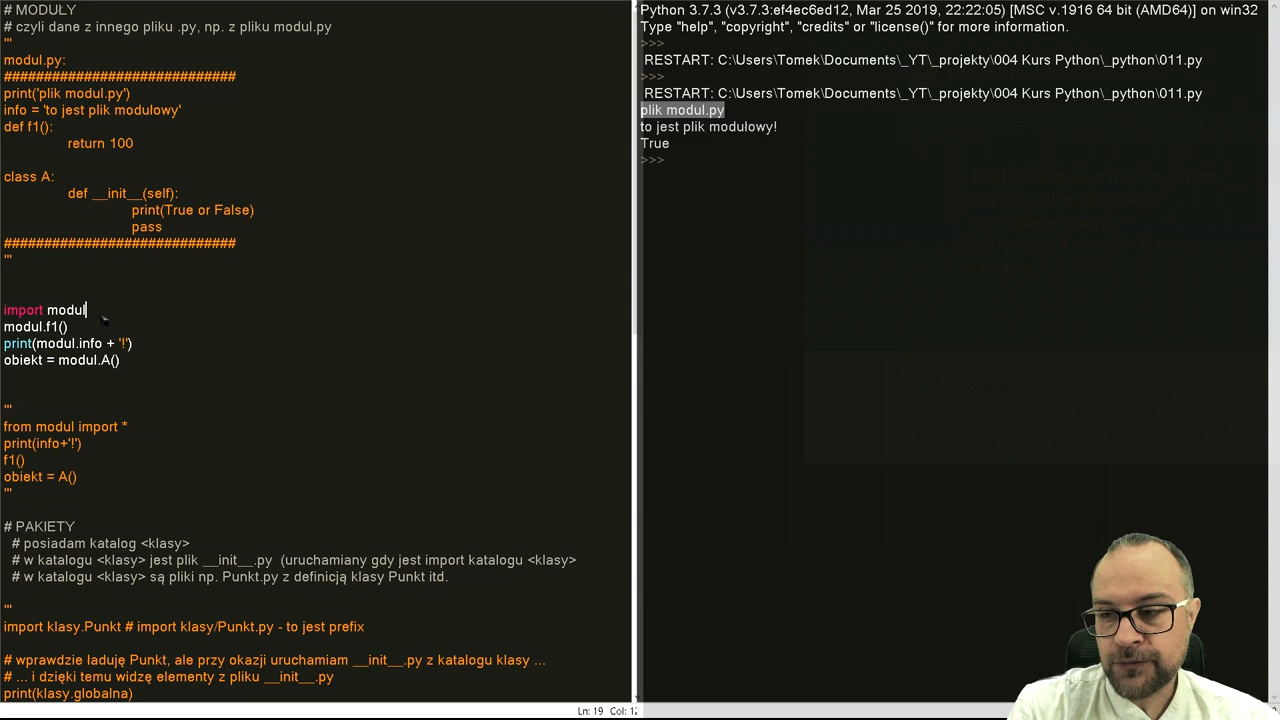 # MODUŁY
# czyli dane z innego pliku .py, np. z pliku modul.py
'''
modul.py:
#############################
print('plik modul.py')
info = 'to jest plik modułowy'
def f1():
return 100
class A:
def __init__(self):
print(True or False)
pass
#############################
'''
import modul
modul.f1()
print(modul.info + '!')
obiekt = modul.A()
'''
from modul import *
print(info+'!')
f1()
obiekt = A()
'''
# PAKIETY
# posiadam katalog <klasy>
# w katalogu <klasy> jest plik __init__.py  (uruchamiany gdy jest import katalogu <klasy>
# w katalogu <klasy> są pliki np. Punkt.py z definicją klasy Punkt itd.
'''
import klasy.Punkt # import klasy/Punkt.py - to jest prefix
# wprawdzie laduję Punkt, ale przy okazji uruchamiam __init__.py z katalogu klasy ...
# ... i dzięki temu widzę elementy z pliku __init__.py
print(klasy.globalna)
Ln: 19  Col: 12
Python 3.7.3 (v3.7.3:ef4ec6ed12, Mar 25 2019, 22:22:05) [MSC v.1916 64 bit (AMD64)] on win32
Type "help", "copyright", "credits" or "license()" for more information.
>>>
RESTART: C:\Users\Tomek\Documents\_YT\_projekty\004 Kurs Python\_python\011.py
>>>
RESTART: C:\Users\Tomek\Documents\_YT\_projekty\004 Kurs Python\_python\011.py
plik modul.py
to jest plik modułowy!
True
>>>